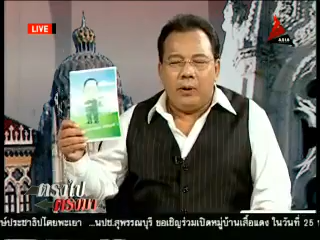 LIVE
ASIA
ตรงไป
ตรงมา
ษ์ประชาธิปไตยพะเยา ...นปช.สุพรรณบุรี ขอเชิญร่วมเปิดหมู่บ้านเสื้อแดง ในวันที่ 25